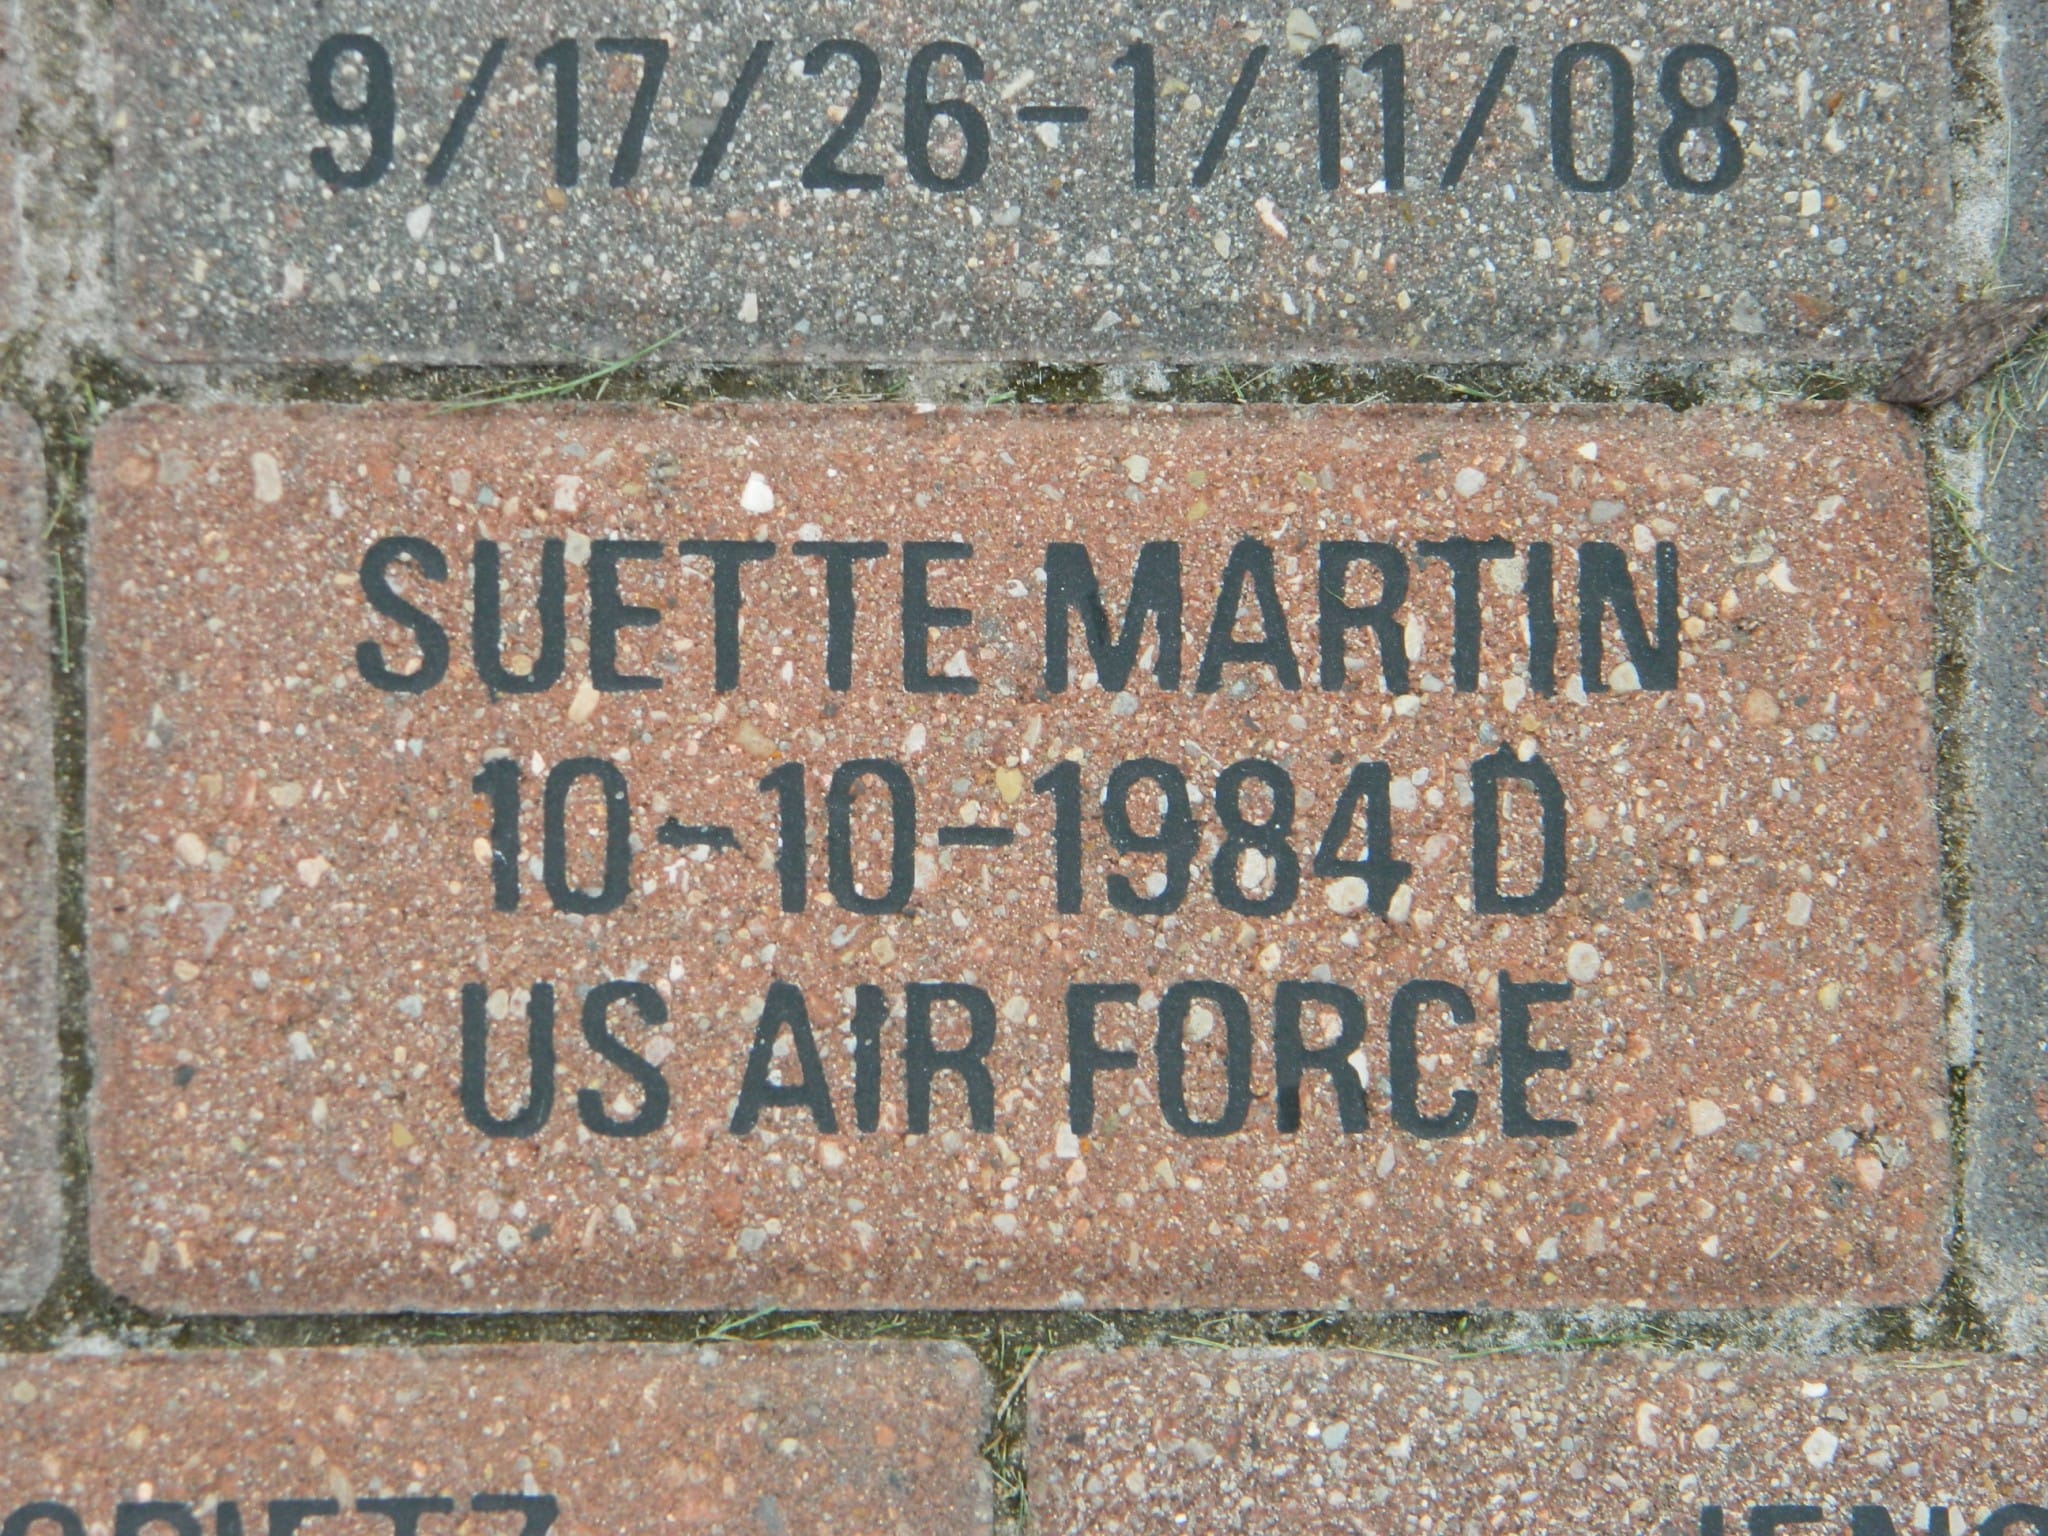 9/17/26-1/11/08
SUETTE MARTIN
10-10-1984 D
US AIR FORCE